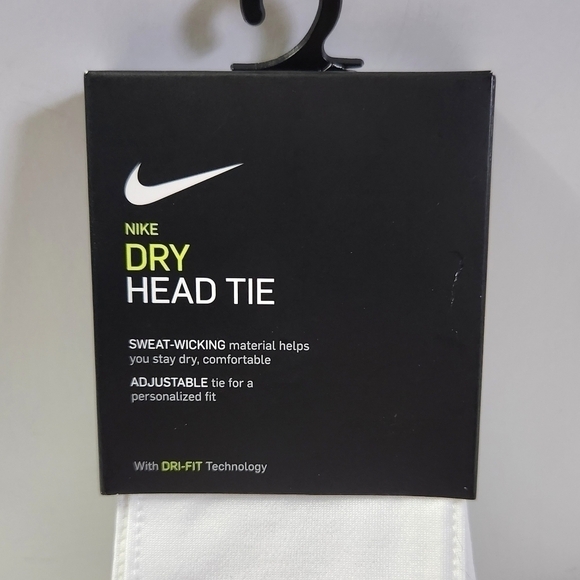 NIKE
DRY
HEAD TIE
SWEAT-WICKING material helps
you stay dry, comfortable
ADJUSTABLE tie for a
personalized fit
With DRI-FIT Technology